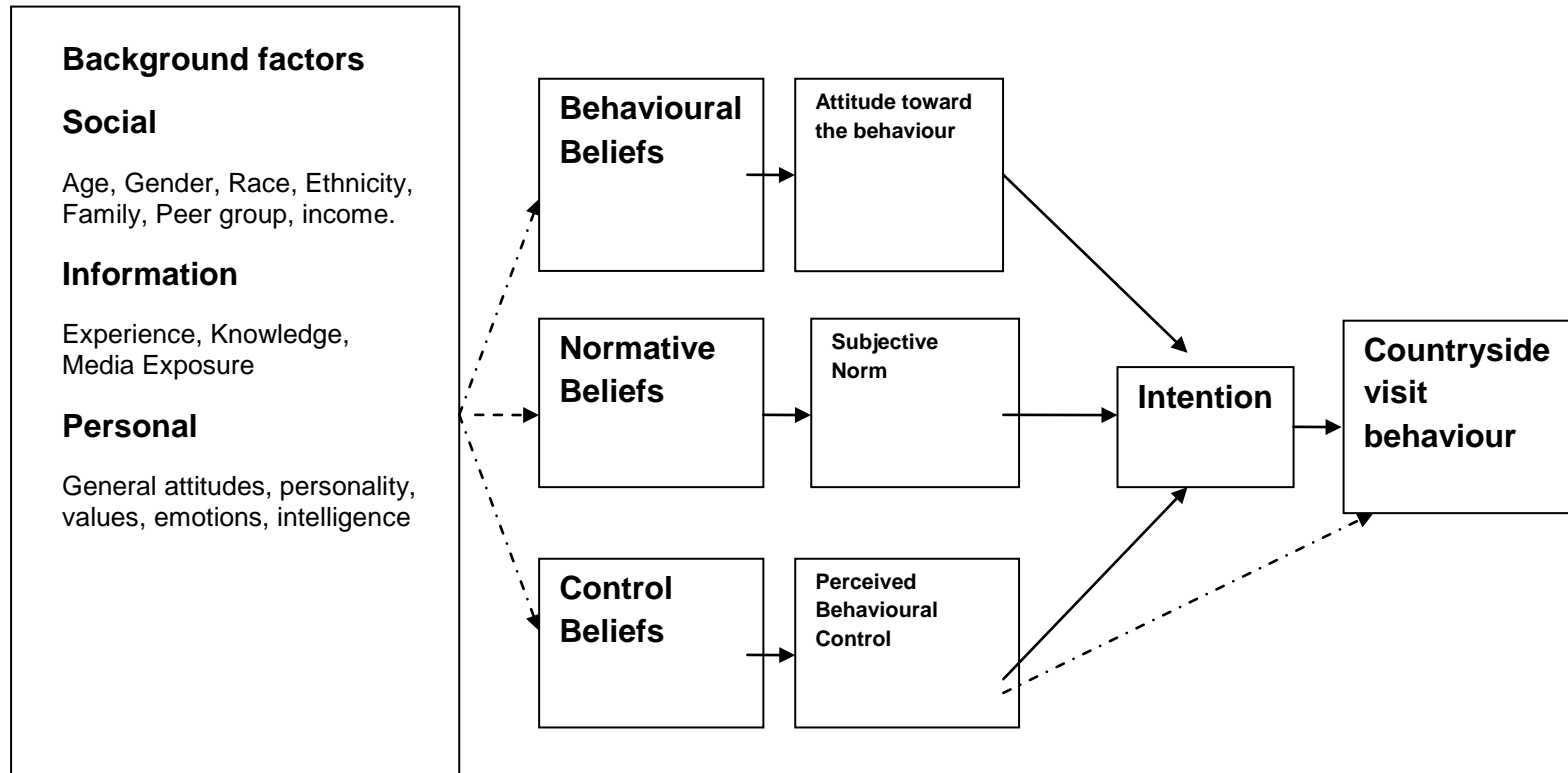 Background factors
Social
Age, Gender, Race, Ethnicity,
Family, Peer group, income.
Information
Experience, Knowledge,
Media Exposure
Personal
General attitudes, personality,
values, emotions, intelligence
Behavioural
Beliefs
Attitude toward
the behaviour
Normative
Beliefs
Subjective
Norm
Control
Beliefs
Perceived
Behavioural
Control
Intention
Countryside
visit
behaviour